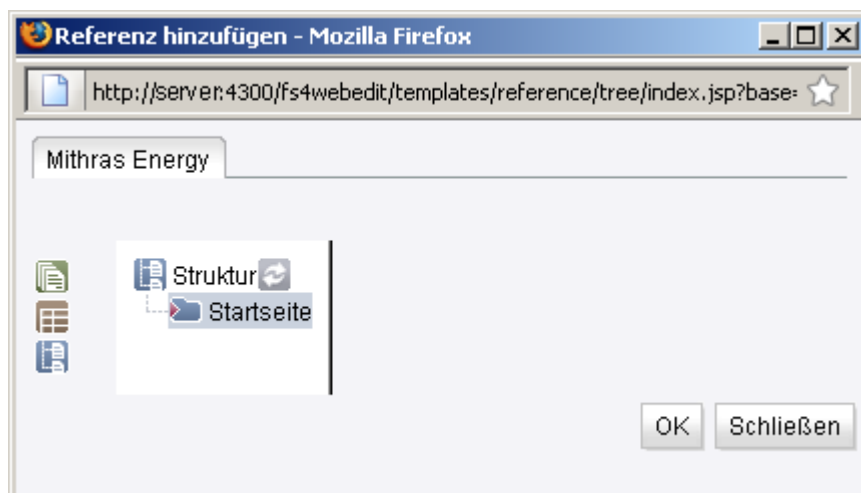 Referenz hinzufügen - Mozilla Firefox
http://server:4300/fs4webedit/templates/reference/tree/index.jsp?base=
Mithras Energy
Struktur
Startseite
OK
Schließen